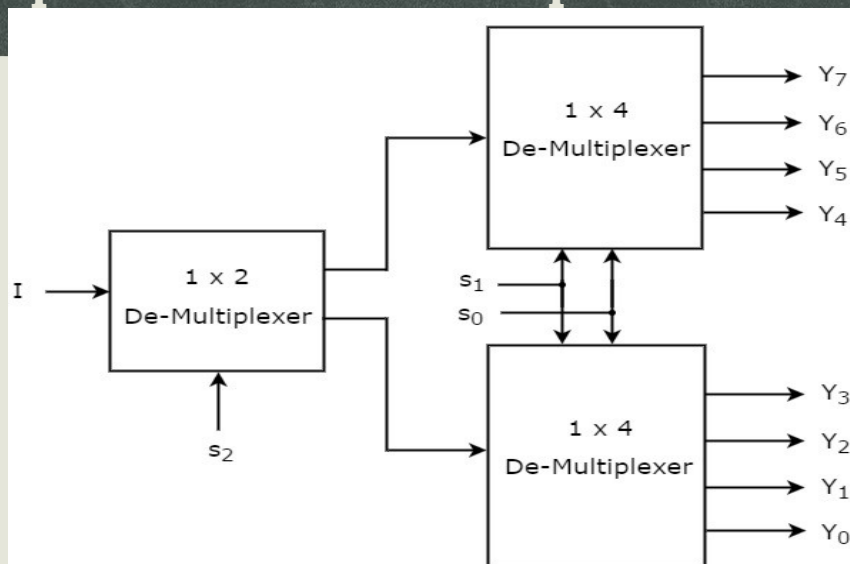 1 x 4
De-Multiplexer
Y₇
Y₆
Y₅
Y₄
I
1 x 2
De-Multiplexer
s₂
s₁
s₀
1 x 4
De-Multiplexer
Y₃
Y₂
Y₁
Y₀